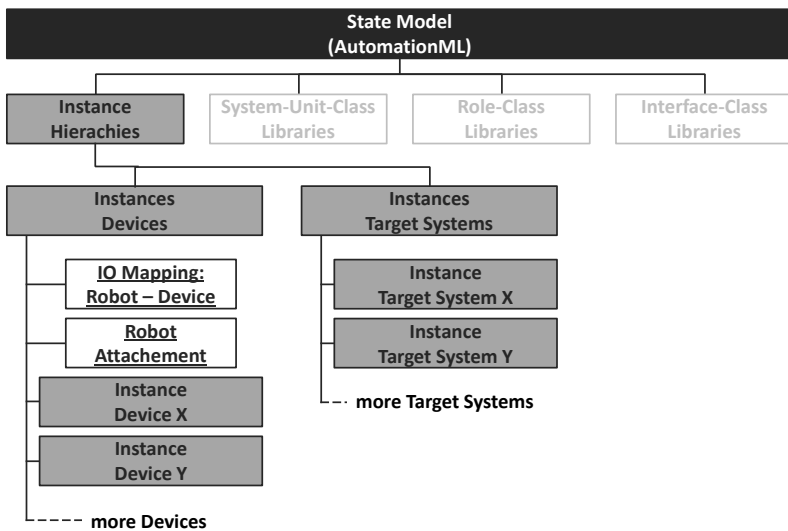 State Model
(AutomationML)
Instance
Hierachies
System-Unit-Class
Libraries
Role-Class
Libraries
Interface-Class
Libraries
Instances
Devices
Instances
Target Systems
IO Mapping:
Robot – Device
Robot
Attachement
Instance
Device X
Instance
Device Y
more Devices
Instance
Target System X
Instance
Target System Y
more Target Systems